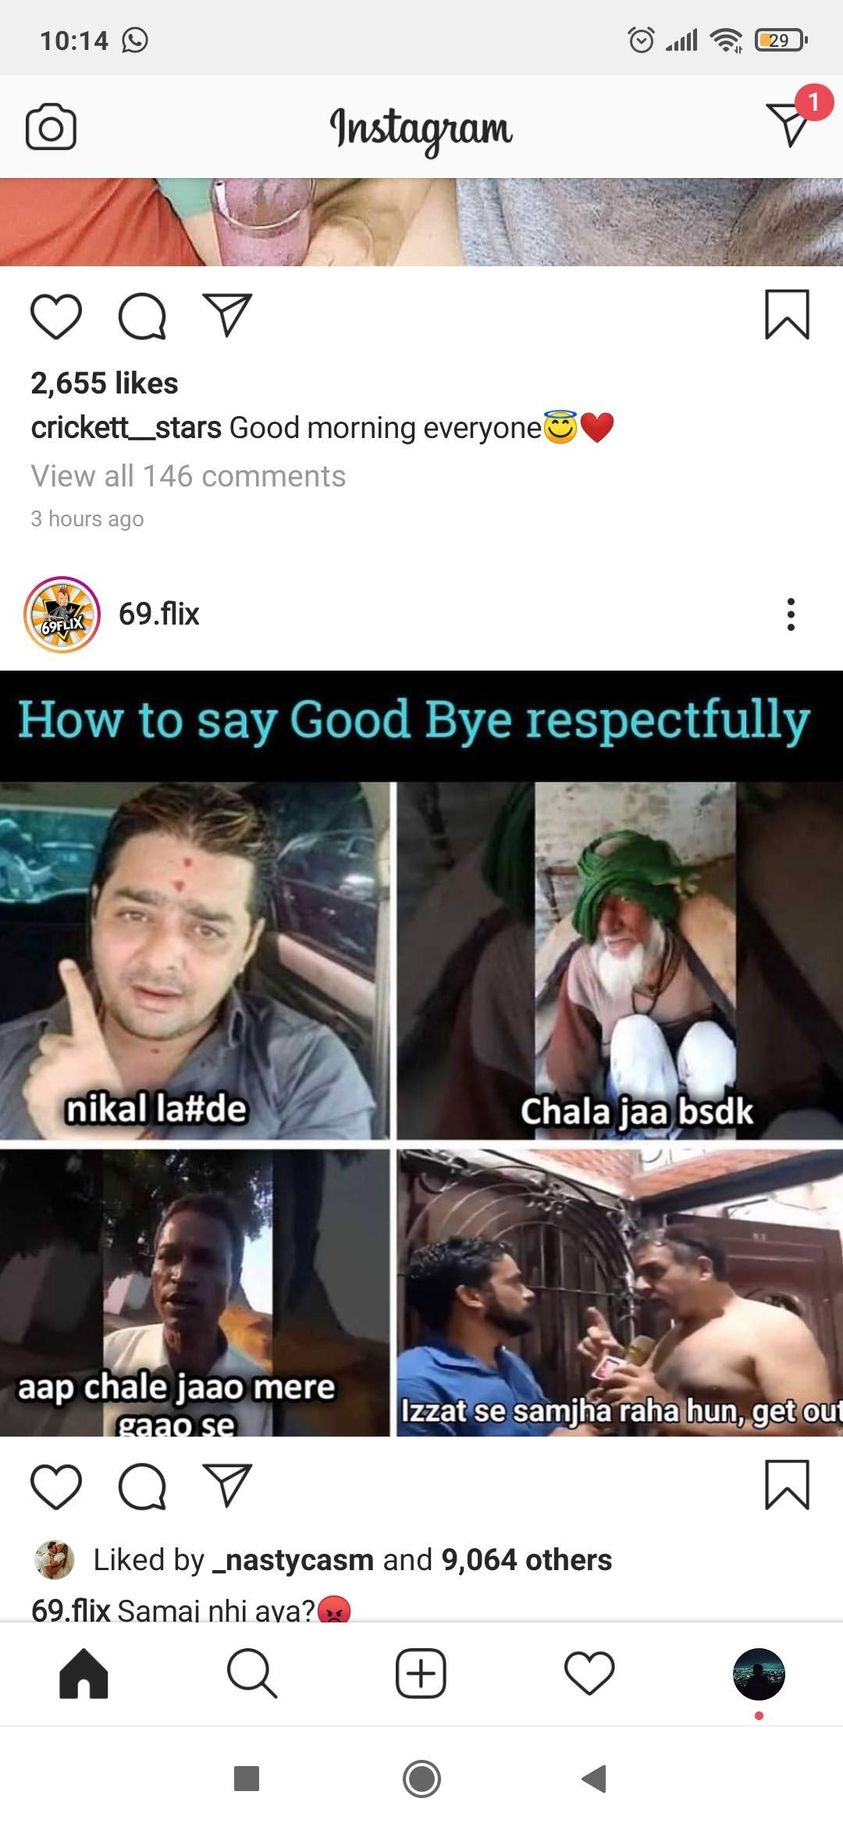 10:14
29
Instagram
1
2,655 likes
crickett__stars Good morning everyone😇❤️
View all 146 comments
3 hours ago
69FLIX
69.flix
How to say Good Bye respectfully
nikal la#de
Chala jaa bsdk
aap chale jaao mere
gaao se
Izzat se samjha raha hun, get out
Liked by _nastycasm and 9,064 others
69.flix Samaj nhi aya?😡